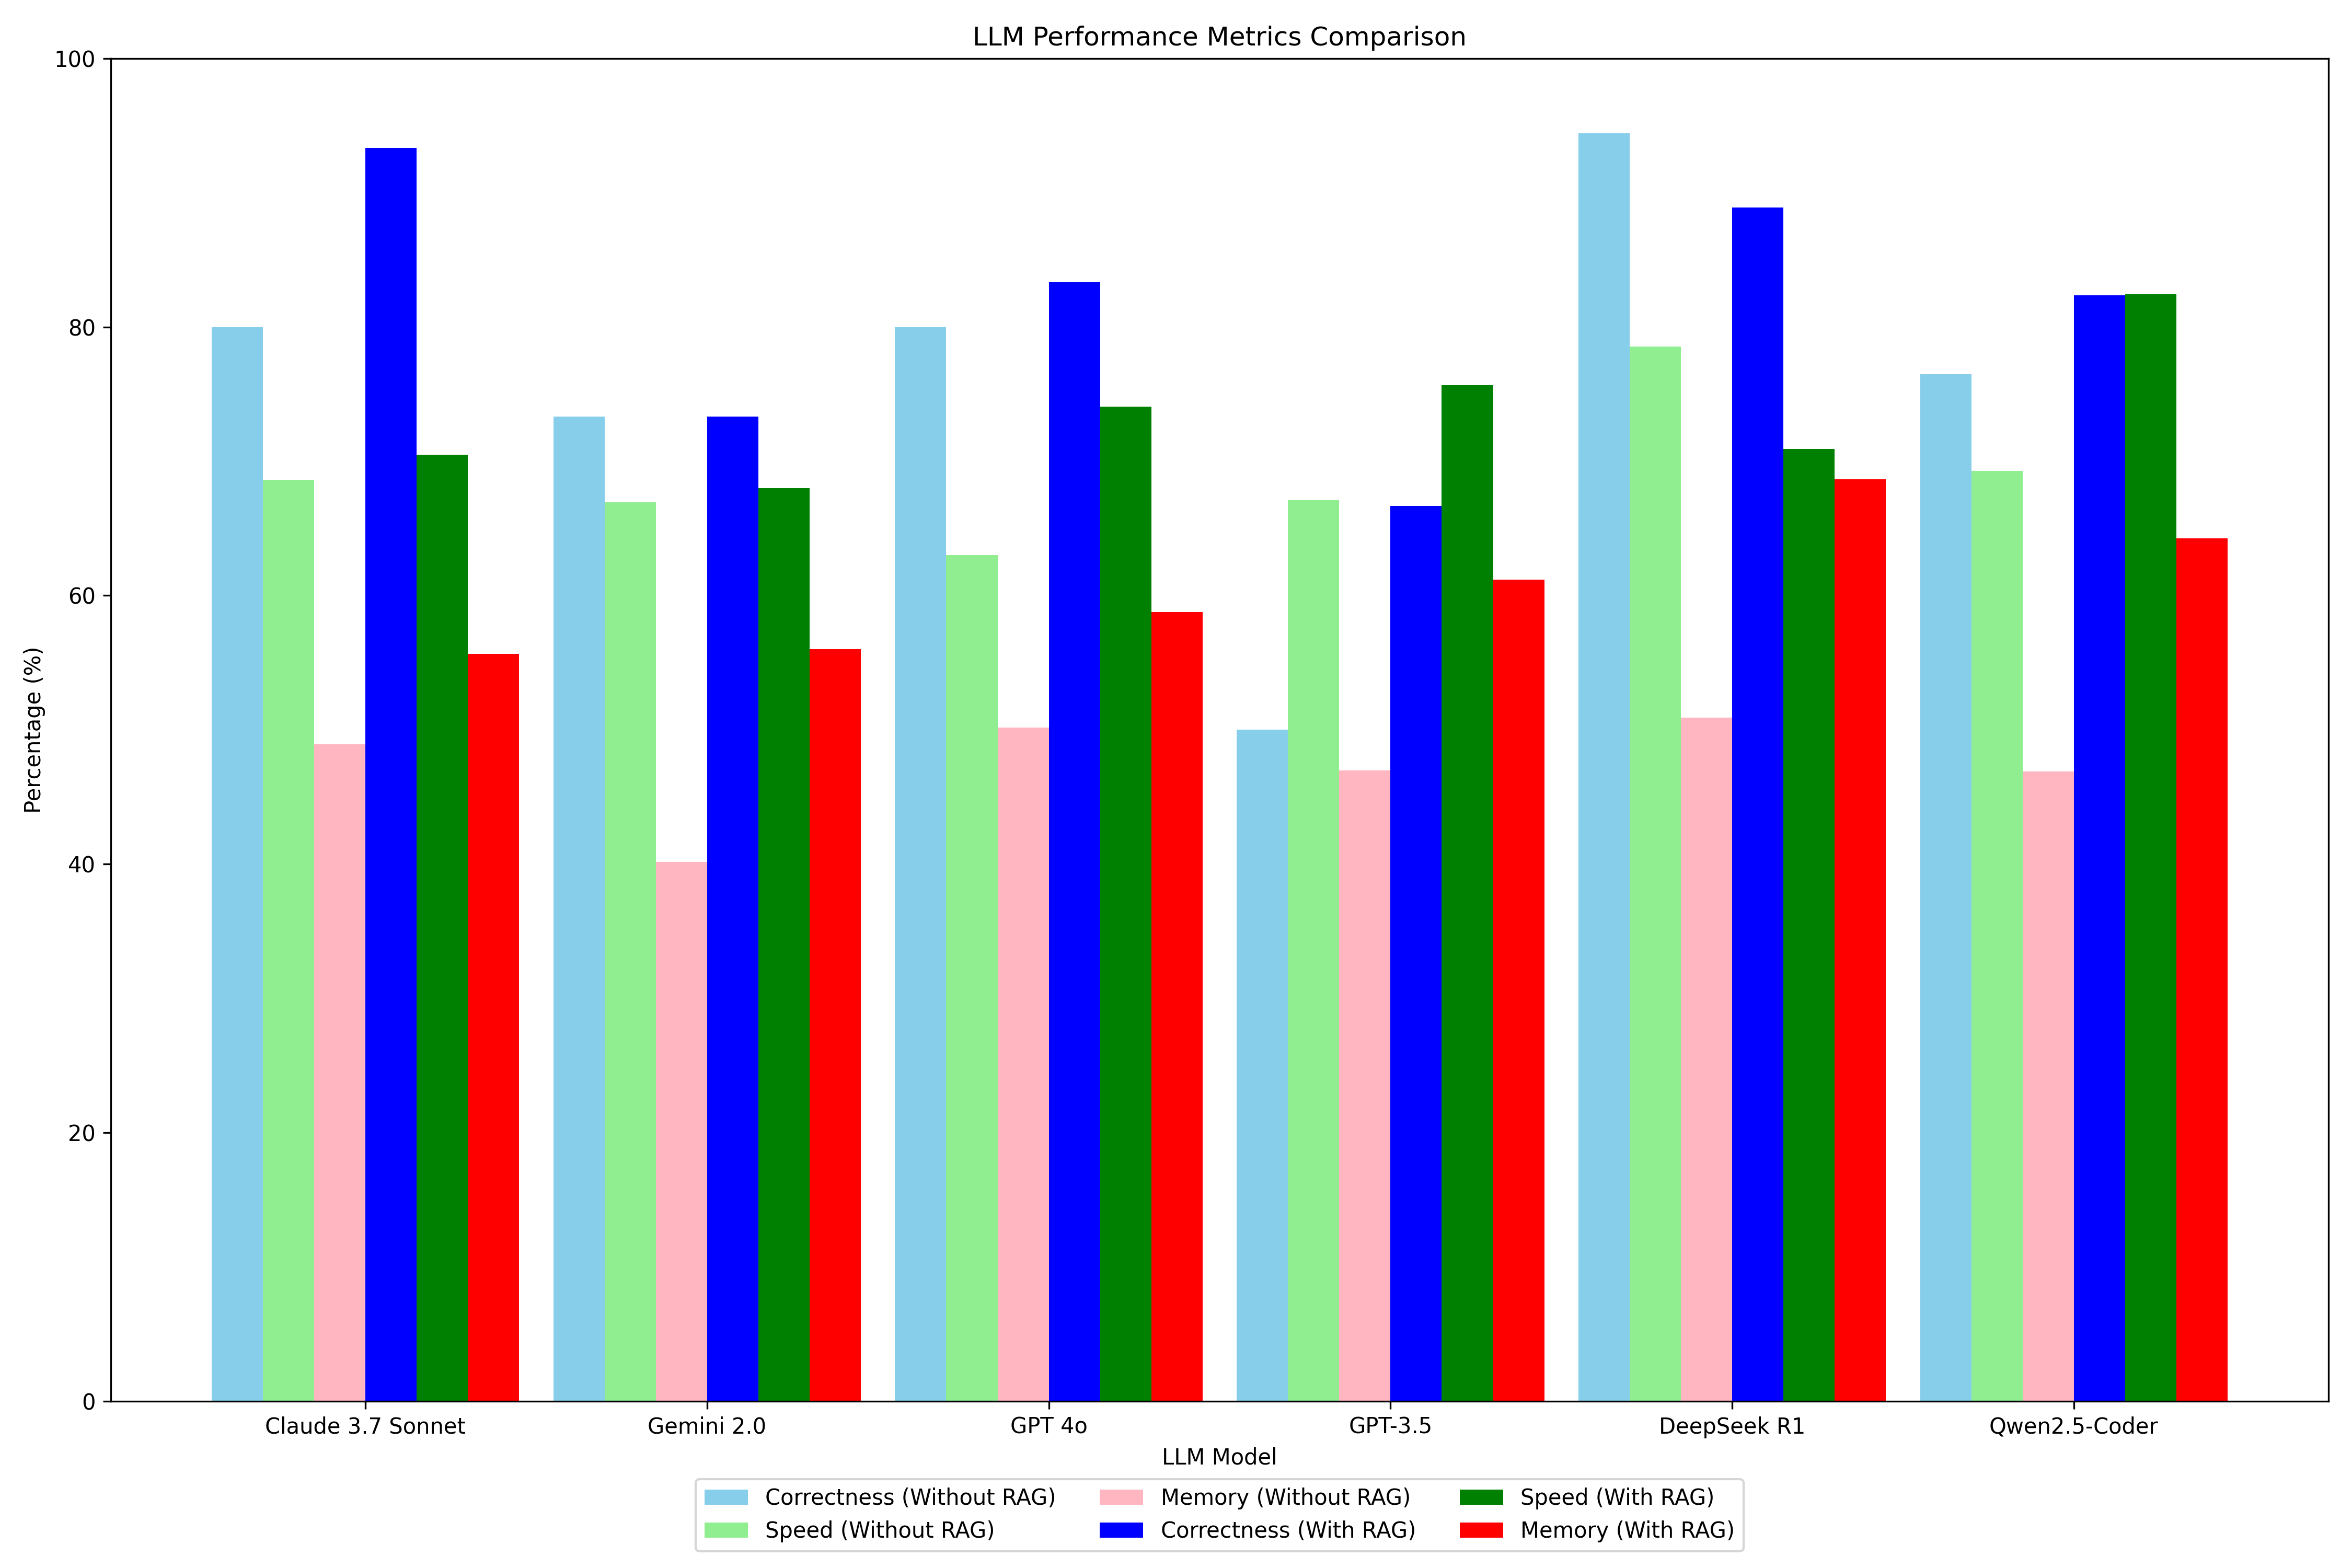 LLM Performance Metrics Comparison
100
80
60
40
20
0
Percentage (%)
Claude 3.7 Sonnet
Gemini 2.0
GPT 4o
GPT-3.5
DeepSeek R1
Qwen2.5-Coder
LLM Model
Correctness (Without RAG)
Speed (Without RAG)
Memory (Without RAG)
Correctness (With RAG)
Speed (With RAG)
Memory (With RAG)